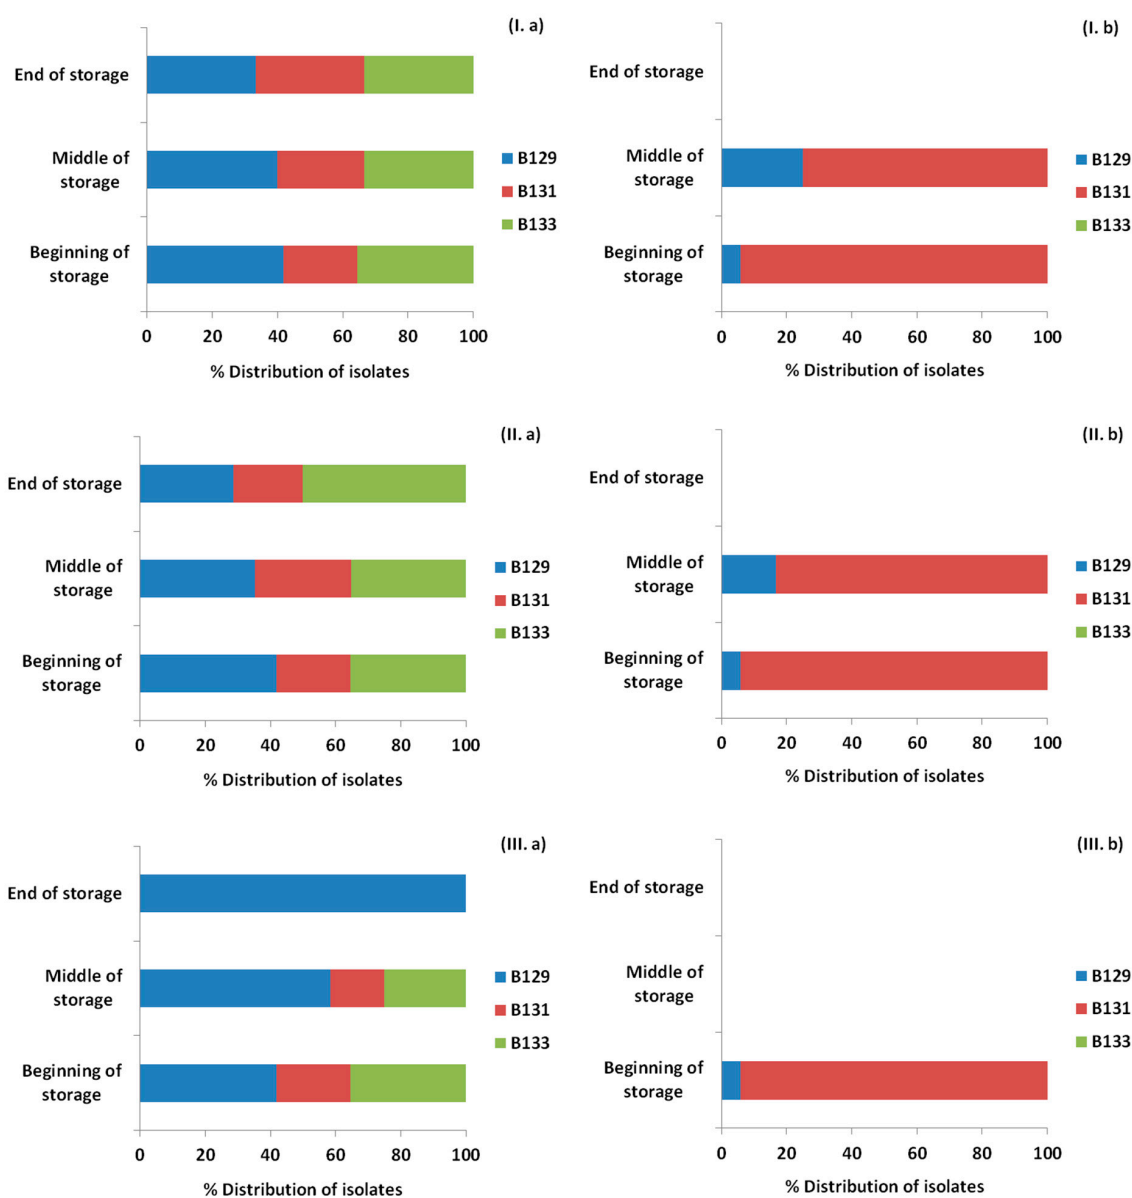 (I. a)
End of storage
Middle of
storage
Beginning of
storage
B129
B131
B133
0 20 40 60 80 100
% Distribution of isolates
(I. b)
End of storage
Middle of
storage
Beginning of
storage
B129
B131
B133
0 20 40 60 80 100
% Distribution of isolates
(II. a)
End of storage
Middle of
storage
Beginning of
storage
B129
B131
B133
0 20 40 60 80 100
% Distribution of isolates
(II. b)
End of storage
Middle of
storage
Beginning of
storage
B129
B131
B133
0 20 40 60 80 100
% Distribution of isolates
(III. a)
End of storage
Middle of
storage
Beginning of
storage
B129
B131
B133
0 20 40 60 80 100
% Distribution of isolates
(III. b)
End of storage
Middle of
storage
Beginning of
storage
B129
B131
B133
0 20 40 60 80 100
% Distribution of isolates